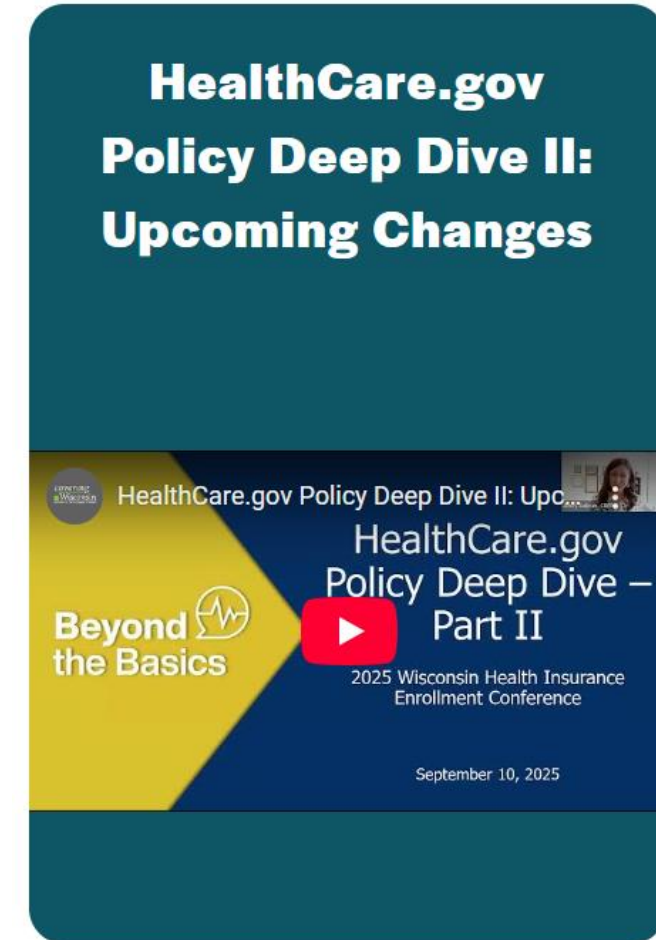 HealthCare.gov
Policy Deep Dive II:
Upcoming Changes
HealthCare.gov Policy Deep Dive II: Upc...
HealthCare.gov
Policy Deep Dive –
Part II
Beyond
the Basics
2025 Wisconsin Health Insurance
Enrollment Conference
September 10, 2025